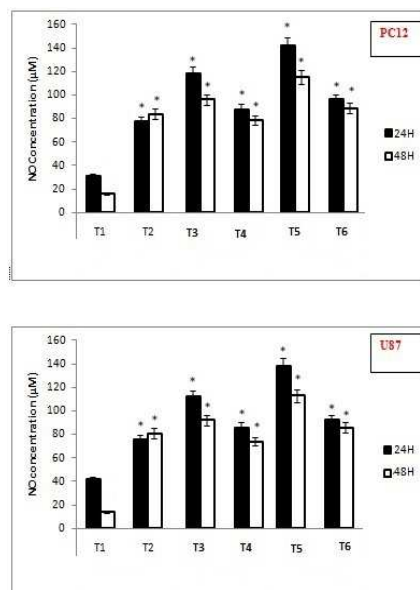 PC12
NO Concentration (µM)
160
140
120
100
80
60
40
20
0
* * * * * * * * * *
T1 T2 T3 T4 T5 T6
24H
48H
U87
NO concentration (µM)
160
140
120
100
80
60
40
20
0
* * * * * * * * * *
T1 T2 T3 T4 T5 T6
24H
48H